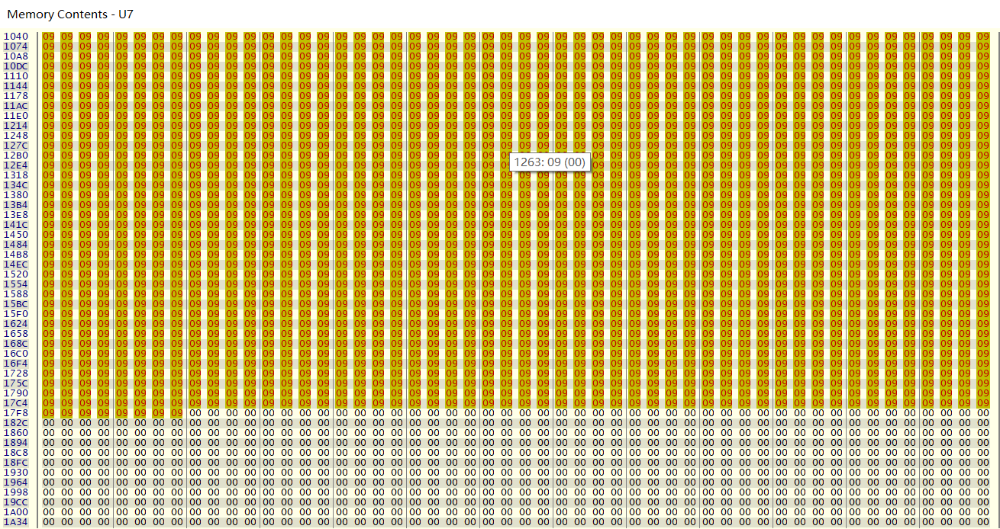 Memory Contents - U7
1040 09 09 09 09 09 09 09 09 09 09 09 09 09 09 09 09 09 09 09 09 09 09 09 09 09 09 09 09 09 09 09 09 09 09 09 09 09 09 09 09 09 09 09 09 09 09 09 09 09 09 09 09
1074 09 09 09 09 09 09 09 09 09 09 09 09 09 09 09 09 09 09 09 09 09 09 09 09 09 09 09 09 09 09 09 09 09 09 09 09 09 09 09 09 09 09 09 09 09 09 09 09 09 09 09 09
10A8 09 09 09 09 09 09 09 09 09 09 09 09 09 09 09 09 09 09 09 09 09 09 09 09 09 09 09 09 09 09 09 09 09 09 09 09 09 09 09 09 09 09 09 09 09 09 09 09 09 09 09 09
10DC 09 09 09 09 09 09 09 09 09 09 09 09 09 09 09 09 09 09 09 09 09 09 09 09 09 09 09 09 09 09 09 09 09 09 09 09 09 09 09 09 09 09 09 09 09 09 09 09 09 09 09 09
1110 09 09 09 09 09 09 09 09 09 09 09 09 09 09 09 09 09 09 09 09 09 09 09 09 09 09 09 09 09 09 09 09 09 09 09 09 09 09 09 09 09 09 09 09 09 09 09 09 09 09 09 09
1144 09 09 09 09 09 09 09 09 09 09 09 09 09 09 09 09 09 09 09 09 09 09 09 09 09 09 09 09 09 09 09 09 09 09 09 09 09 09 09 09 09 09 09 09 09 09 09 09 09 09 09 09
1178 09 09 09 09 09 09 09 09 09 09 09 09 09 09 09 09 09 09 09 09 09 09 09 09 09 09 09 09 09 09 09 09 09 09 09 09 09 09 09 09 09 09 09 09 09 09 09 09 09 09 09 09
11AC 09 09 09 09 09 09 09 09 09 09 09 09 09 09 09 09 09 09 09 09 09 09 09 09 09 09 09 09 09 09 09 09 09 09 09 09 09 09 09 09 09 09 09 09 09 09 09 09 09 09 09 09
11E0 09 09 09 09 09 09 09 09 09 09 09 09 09 09 09 09 09 09 09 09 09 09 09 09 09 09 09 09 09 09 09 09 09 09 09 09 09 09 09 09 09 09 09 09 09 09 09 09 09 09 09 09
1214 09 09 09 09 09 09 09 09 09 09 09 09 09 09 09 09 09 09 09 09 09 09 09 09 09 09 09 09 09 09 09 09 09 09 09 09 09 09 09 09 09 09 09 09 09 09 09 09 09 09 09 09
1248 09 09 09 09 09 09 09 09 09 09 09 09 09 09 09 09 09 09 09 09 09 09 09 09 09 09 09 09 09 09 09 09 09 09 09 09 09 09 09 09 09 09 09 09 09 09 09 09 09 09 09 09
127C 09 09 09 09 09 09 09 09 09 09 09 09 09 09 09 09 09 09 09 09 09 09 09 09 09 09 09 09 09 09 09 09 09 09 09 09 09 09 09 09 09 09 09 09 09 09 09 09 09 09 09 09
12B0 09 09 09 09 09 09 09 09 09 09 09 09 09 09 09 09 09 09 09 09 09 09 09 09 09 09 09 09 09 09 09 09 09 09 09 09 09 09 09 09 09 09 09 09 09 09 09 09
12E4 09 09 09 09 09 09 09 09 09 09 09 09 09 09 09 09 09 09 09 09 09 09 09 09 09 09 1263: 09 (00) 09 09 09 09 09 09 09 09 09 09 09 09 09 09 09 09 09 09 09 09 09 09
1318 09 09 09 09 09 09 09 09 09 09 09 09 09 09 09 09 09 09 09 09 09 09 09 09 09 09 09 09 09 09 09 09 09 09 09 09 09 09 09 09 09 09 09 09 09 09 09 09 09 09 09 09
134C 09 09 09 09 09 09 09 09 09 09 09 09 09 09 09 09 09 09 09 09 09 09 09 09 09 09 09 09 09 09 09 09 09 09 09 09 09 09 09 09 09 09 09 09 09 09 09 09 09 09 09 09
1380 09 09 09 09 09 09 09 09 09 09 09 09 09 09 09 09 09 09 09 09 09 09 09 09 09 09 09 09 09 09 09 09 09 09 09 09 09 09 09 09 09 09 09 09 09 09 09 09 09 09 09 09
13B4 09 09 09 09 09 09 09 09 09 09 09 09 09 09 09 09 09 09 09 09 09 09 09 09 09 09 09 09 09 09 09 09 09 09 09 09 09 09 09 09 09 09 09 09 09 09 09 09 09 09 09 09
13E8 09 09 09 09 09 09 09 09 09 09 09 09 09 09 09 09 09 09 09 09 09 09 09 09 09 09 09 09 09 09 09 09 09 09 09 09 09 09 09 09 09 09 09 09 09 09 09 09 09 09 09 09
141C 09 09 09 09 09 09 09 09 09 09 09 09 09 09 09 09 09 09 09 09 09 09 09 09 09 09 09 09 09 09 09 09 09 09 09 09 09 09 09 09 09 09 09 09 09 09 09 09 09 09 09 09
1450 09 09 09 09 09 09 09 09 09 09 09 09 09 09 09 09 09 09 09 09 09 09 09 09 09 09 09 09 09 09 09 09 09 09 09 09 09 09 09 09 09 09 09 09 09 09 09 09 09 09 09 09
1484 09 09 09 09 09 09 09 09 09 09 09 09 09 09 09 09 09 09 09 09 09 09 09 09 09 09 09 09 09 09 09 09 09 09 09 09 09 09 09 09 09 09 09 09 09 09 09 09 09 09 09 09
14B8 09 09 09 09 09 09 09 09 09 09 09 09 09 09 09 09 09 09 09 09 09 09 09 09 09 09 09 09 09 09 09 09 09 09 09 09 09 09 09 09 09 09 09 09 09 09 09 09 09 09 09 09
14EC 09 09 09 09 09 09 09 09 09 09 09 09 09 09 09 09 09 09 09 09 09 09 09 09 09 09 09 09 09 09 09 09 09 09 09 09 09 09 09 09 09 09 09 09 09 09 09 09 09 09 09 09
1520 09 09 09 09 09 09 09 09 09 09 09 09 09 09 09 09 09 09 09 09 09 09 09 09 09 09 09 09 09 09 09 09 09 09 09 09 09 09 09 09 09 09 09 09 09 09 09 09 09 09 09 09
1554 09 09 09 09 09 09 09 09 09 09 09 09 09 09 09 09 09 09 09 09 09 09 09 09 09 09 09 09 09 09 09 09 09 09 09 09 09 09 09 09 09 09 09 09 09 09 09 09 09 09 09 09
1588 09 09 09 09 09 09 09 09 09 09 09 09 09 09 09 09 09 09 09 09 09 09 09 09 09 09 09 09 09 09 09 09 09 09 09 09 09 09 09 09 09 09 09 09 09 09 09 09 09 09 09 09
15BC 09 09 09 09 09 09 09 09 09 09 09 09 09 09 09 09 09 09 09 09 09 09 09 09 09 09 09 09 09 09 09 09 09 09 09 09 09 09 09 09 09 09 09 09 09 09 09 09 09 09 09 09
15F0 09 09 09 09 09 09 09 09 09 09 09 09 09 09 09 09 09 09 09 09 09 09 09 09 09 09 09 09 09 09 09 09 09 09 09 09 09 09 09 09 09 09 09 09 09 09 09 09 09 09 09 09
1624 09 09 09 09 09 09 09 09 09 09 09 09 09 09 09 09 09 09 09 09 09 09 09 09 09 09 09 09 09 09 09 09 09 09 09 09 09 09 09 09 09 09 09 09 09 09 09 09 09 09 09 09
1658 09 09 09 09 09 09 09 09 09 09 09 09 09 09 09 09 09 09 09 09 09 09 09 09 09 09 09 09 09 09 09 09 09 09 09 09 09 09 09 09 09 09 09 09 09 09 09 09 09 09 09 09
168C 09 09 09 09 09 09 09 09 09 09 09 09 09 09 09 09 09 09 09 09 09 09 09 09 09 09 09 09 09 09 09 09 09 09 09 09 09 09 09 09 09 09 09 09 09 09 09 09 09 09 09 09
16C0 09 09 09 09 09 09 09 09 09 09 09 09 09 09 09 09 09 09 09 09 09 09 09 09 09 09 09 09 09 09 09 09 09 09 09 09 09 09 09 09 09 09 09 09 09 09 09 09 09 09 09 09
16F4 09 09 09 09 09 09 09 09 09 09 09 09 09 09 09 09 09 09 09 09 09 09 09 09 09 09 09 09 09 09 09 09 09 09 09 09 09 09 09 09 09 09 09 09 09 09 09 09 09 09 09 09
1728 09 09 09 09 09 09 09 09 09 09 09 09 09 09 09 09 09 09 09 09 09 09 09 09 09 09 09 09 09 09 09 09 09 09 09 09 09 09 09 09 09 09 09 09 09 09 09 09 09 09 09 09
175C 09 09 09 09 09 09 09 09 09 09 09 09 09 09 09 09 09 09 09 09 09 09 09 09 09 09 09 09 09 09 09 09 09 09 09 09 09 09 09 09 09 09 09 09 09 09 09 09 09 09 09 09
1790 09 09 09 09 09 09 09 09 09 09 09 09 09 09 09 09 09 09 09 09 09 09 09 09 09 09 09 09 09 09 09 09 09 09 09 09 09 09 09 09 09 09 09 09 09 09 09 09 09 09 09 09
17C4 09 09 09 09 09 09 09 09 09 09 09 09 09 09 09 09 09 09 09 09 09 09 09 09 09 09 09 09 09 09 09 09 09 09 09 09 09 09 09 09 09 09 09 09 09 09 09 09 09 09 09 09
17F8 09 09 09 09 09 09 09 09 00 00 00 00 00 00 00 00 00 00 00 00 00 00 00 00 00 00 00 00 00 00 00 00 00 00 00 00 00 00 00 00 00 00 00 00 00 00 00 00 00 00 00 00
182C 00 00 00 00 00 00 00 00 00 00 00 00 00 00 00 00 00 00 00 00 00 00 00 00 00 00 00 00 00 00 00 00 00 00 00 00 00 00 00 00 00 00 00 00 00 00 00 00 00 00 00 00
1860 00 00 00 00 00 00 00 00 00 00 00 00 00 00 00 00 00 00 00 00 00 00 00 00 00 00 00 00 00 00 00 00 00 00 00 00 00 00 00 00 00 00 00 00 00 00 00 00 00 00 00 00
1894 00 00 00 00 00 00 00 00 00 00 00 00 00 00 00 00 00 00 00 00 00 00 00 00 00 00 00 00 00 00 00 00 00 00 00 00 00 00 00 00 00 00 00 00 00 00 00 00 00 00 00 00
18C8 00 00 00 00 00 00 00 00 00 00 00 00 00 00 00 00 00 00 00 00 00 00 00 00 00 00 00 00 00 00 00 00 00 00 00 00 00 00 00 00 00 00 00 00 00 00 00 00 00 00 00 00
18FC 00 00 00 00 00 00 00 00 00 00 00 00 00 00 00 00 00 00 00 00 00 00 00 00 00 00 00 00 00 00 00 00 00 00 00 00 00 00 00 00 00 00 00 00 00 00 00 00 00 00 00 00
1930 00 00 00 00 00 00 00 00 00 00 00 00 00 00 00 00 00 00 00 00 00 00 00 00 00 00 00 00 00 00 00 00 00 00 00 00 00 00 00 00 00 00 00 00 00 00 00 00 00 00 00 00
1964 00 00 00 00 00 00 00 00 00 00 00 00 00 00 00 00 00 00 00 00 00 00 00 00 00 00 00 00 00 00 00 00 00 00 00 00 00 00 00 00 00 00 00 00 00 00 00 00 00 00 00 00
1998 00 00 00 00 00 00 00 00 00 00 00 00 00 00 00 00 00 00 00 00 00 00 00 00 00 00 00 00 00 00 00 00 00 00 00 00 00 00 00 00 00 00 00 00 00 00 00 00 00 00 00 00
19CC 00 00 00 00 00 00 00 00 00 00 00 00 00 00 00 00 00 00 00 00 00 00 00 00 00 00 00 00 00 00 00 00 00 00 00 00 00 00 00 00 00 00 00 00 00 00 00 00 00 00 00 00
1A00 00 00 00 00 00 00 00 00 00 00 00 00 00 00 00 00 00 00 00 00 00 00 00 00 00 00 00 00 00 00 00 00 00 00 00 00 00 00 00 00 00 00 00 00 00 00 00 00 00 00 00 00
1A34 00 00 00 00 00 00 00 00 00 00 00 00 00 00 00 00 00 00 00 00 00 00 00 00 00 00 00 00 00 00 00 00 00 00 00 00 00 00 00 00 00 00 00 00 00 00 00 00 00 00 00 00